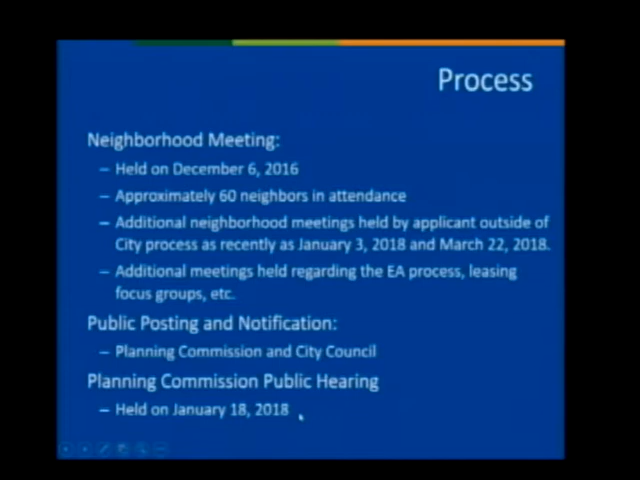 Process
Neighborhood Meeting:
– Held on December 6, 2016
– Approximately 60 neighbors in attendance
– Additional neighborhood meetings held by applicant outside of
City process as recently as January 3, 2018 and March 22, 2018.
– Additional meetings held regarding the EA process, leasing
focus groups, etc.
Public Posting and Notification:
– Planning Commission and City Council
Planning Commission Public Hearing
– Held on January 18, 2018